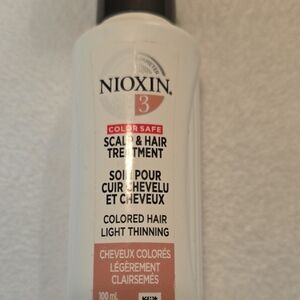 NIOXIN
3
COLOR SAFE
SCALP & HAIR
TREATMENT
SOIN POUR
CUIR CHEVELU
ET CHEVEUX
COLORED HAIR
LIGHT THINNING
CHEVEUX COLORÉS
LÉGÈREMENT
CLAIRSEMÉS
100 mL